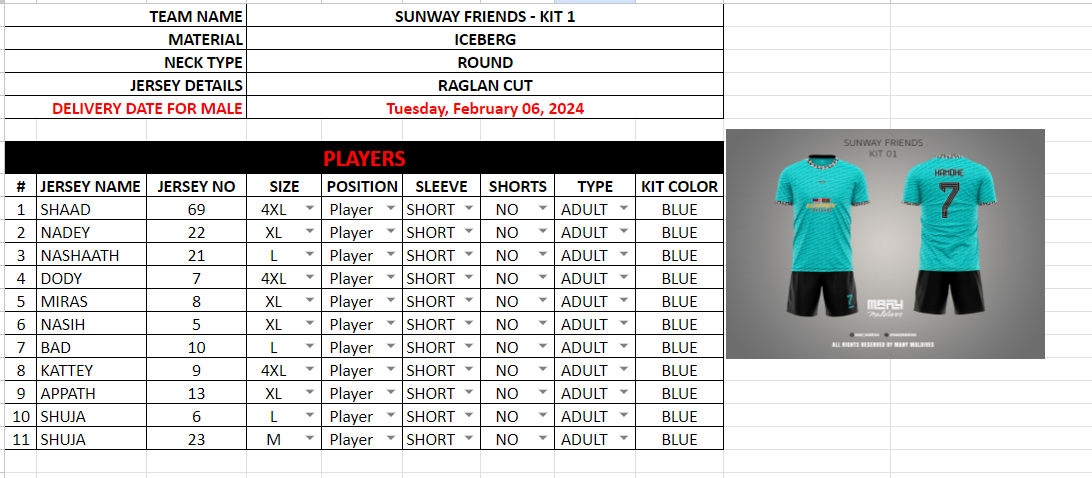 TEAM NAME SUNWAY FRIENDS - KIT 1
MATERIAL ICEBERG
NECK TYPE ROUND
JERSEY DETAILS RAGLAN CUT
DELIVERY DATE FOR MALE Tuesday, February 06, 2024
PLAYERS
# JERSEY NAME JERSEY NO SIZE POSITION SLEEVE SHORTS TYPE KIT COLOR
1 SHAAD 69 4XL Player SHORT NO ADULT BLUE
2 NADEY 22 XL Player SHORT NO ADULT BLUE
3 NASHAATH 21 L Player SHORT NO ADULT BLUE
4 DODY 7 4XL Player SHORT NO ADULT BLUE
5 MIRAS 8 XL Player SHORT NO ADULT BLUE
6 NASIH 5 XL Player SHORT NO ADULT BLUE
7 BAD 10 L Player SHORT NO ADULT BLUE
8 KATTEY 9 4XL Player SHORT NO ADULT BLUE
9 APPATH 13 XL Player SHORT NO ADULT BLUE
10 SHUJA 6 L Player SHORT NO ADULT BLUE
11 SHUJA 23 M Player SHORT NO ADULT BLUE
SUNWAY FRIENDS
KIT 01
HAMDHE
7
7
MANY
Maldives
ALL RIGHTS RESERVED BY MANY MALDIVES